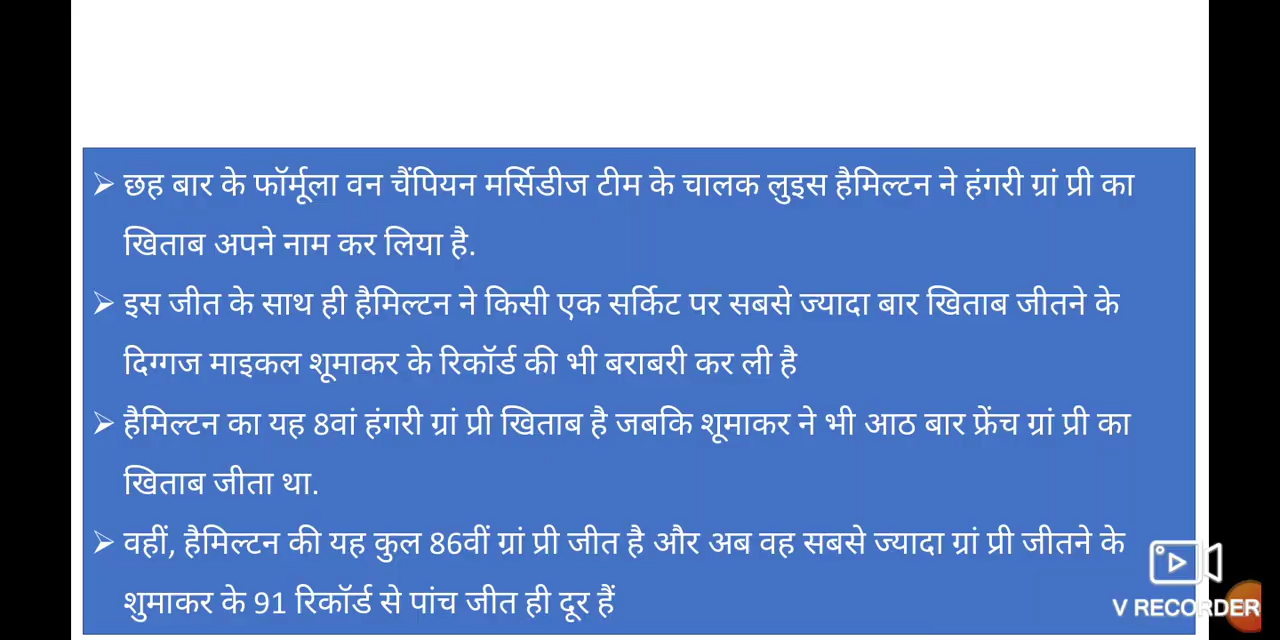 ➢ छह बार के फॉर्मूला वन चैंपियन मर्सिडीज टीम के चालक लुइस हैमिल्टन ने हंगरी ग्रां प्री का
खिताब अपने नाम कर लिया है.
➢ इस जीत के साथ ही हैमिल्टन ने किसी एक सर्किट पर सबसे ज्यादा बार खिताब जीतने के
दिग्गज माइकल शूमाकर के रिकॉर्ड की भी बराबरी कर ली है
➢ हैमिल्टन का यह 8वां हंगरी ग्रां प्री खिताब है जबकि शूमाकर ने भी आठ बार फ्रेंच ग्रां प्री का
खिताब जीता था.
➢ वहीं, हैमिल्टन की यह कुल 86वीं ग्रां प्री जीत है और अब वह सबसे ज्यादा ग्रां प्री जीतने के
शुमाकर के 91 रिकॉर्ड से पांच जीत ही दूर हैं
V RECORDER